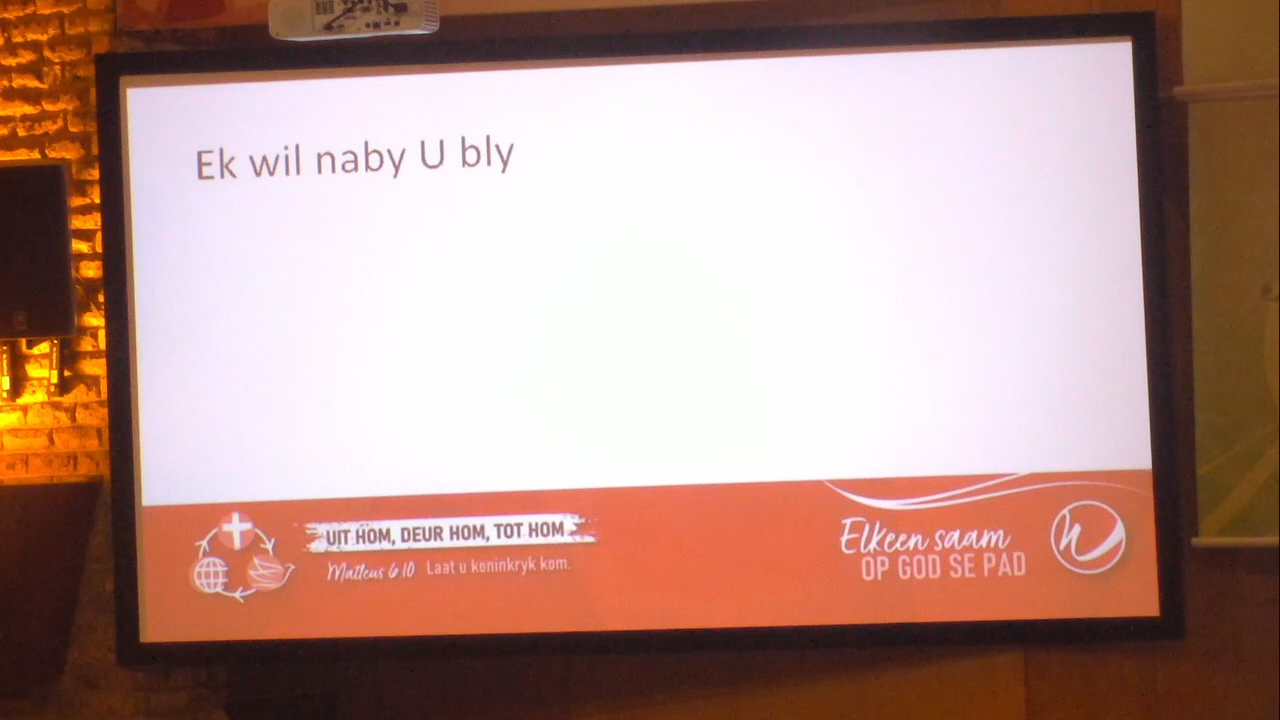 Ek wil naby U bly
UIT HOM, DEUR HOM, TOT HOM
Matteus 6:10 Laat u koninkryk kom.
Elkeen saam
OP GOD SE PAD